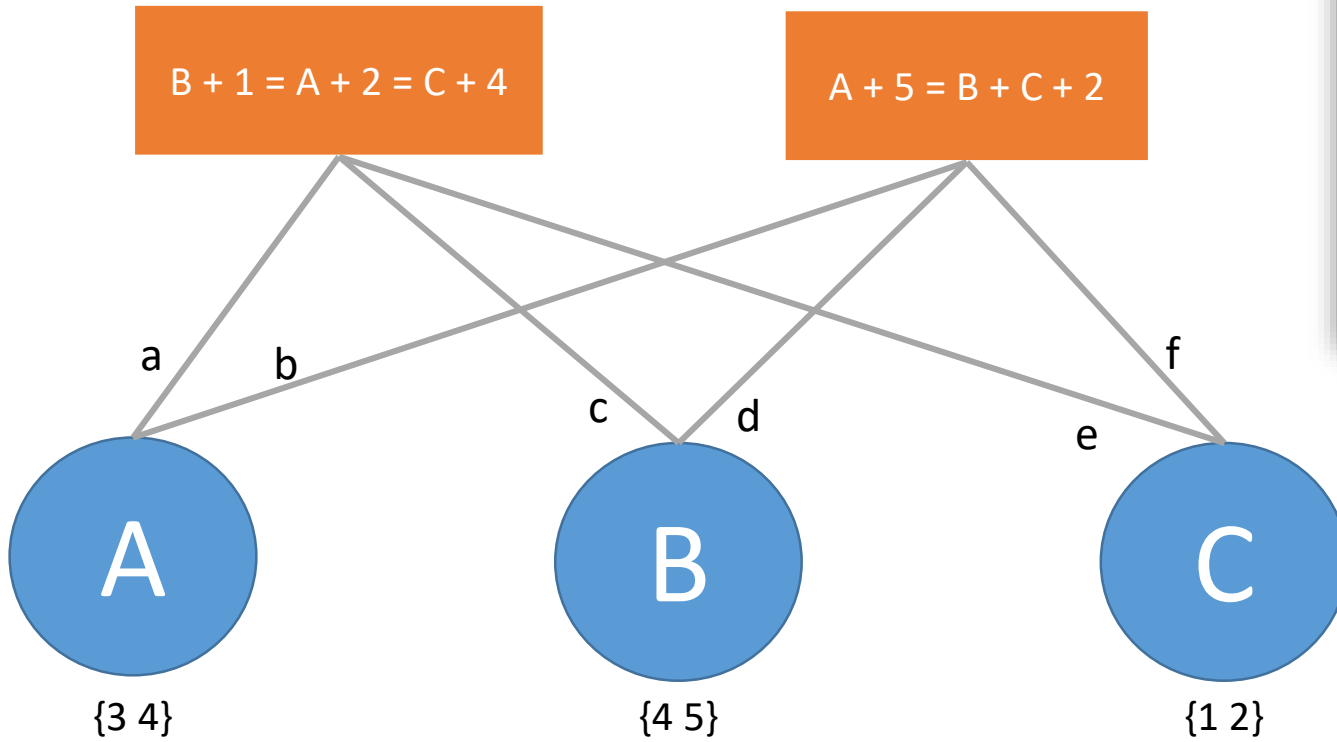 B + 1 = A + 2 = C + 4
A + 5 = B + C + 2
a
b
c
d
e
f
A
B
C
{3 4}
{4 5}
{1 2}